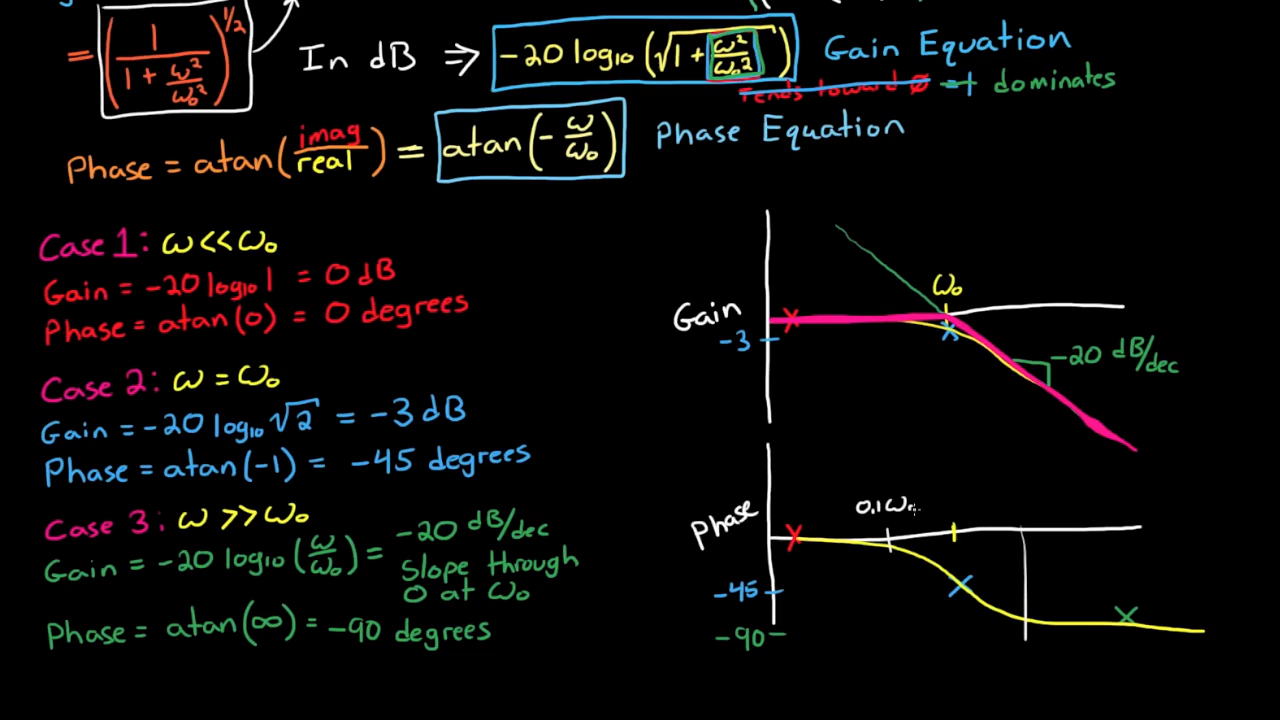 = (1 / (1 + ω²/ω₀²))^1/2
In dB ⇒ -20 log₁₀ (√1 + ω²/ω₀²) Gain Equation
Tends toward 0 =+ dominates
Phase = atan(imag/real) = atan(-ω/ω₀) Phase Equation
Case 1: ω << ω₀
Gain = -20 log₁₀1 = 0 dB
Phase = atan(0) = 0 degrees
Case 2: ω = ω₀
Gain = -20 log₁₀√2 = -3 dB
Phase = atan(-1) = -45 degrees
Case 3: ω >> ω₀
Gain = -20 log₁₀(ω/ω₀) = -20 dB/dec
Slope through
0 at ω₀
Phase = atan(∞) = -90 degrees
ω₀
Gain
-3
-20 dB/dec
Phase
0.1ω
-45
-90